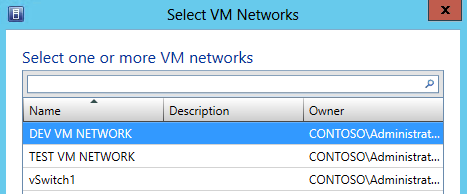 Select VM Networks
x
Select one or more VM networks
Name Description Owner
DEV VM NETWORK CONTOSO\Administrat...
TEST VM NETWORK CONTOSO\Administrat...
vSwitch1 CONTOSO\Administrat...